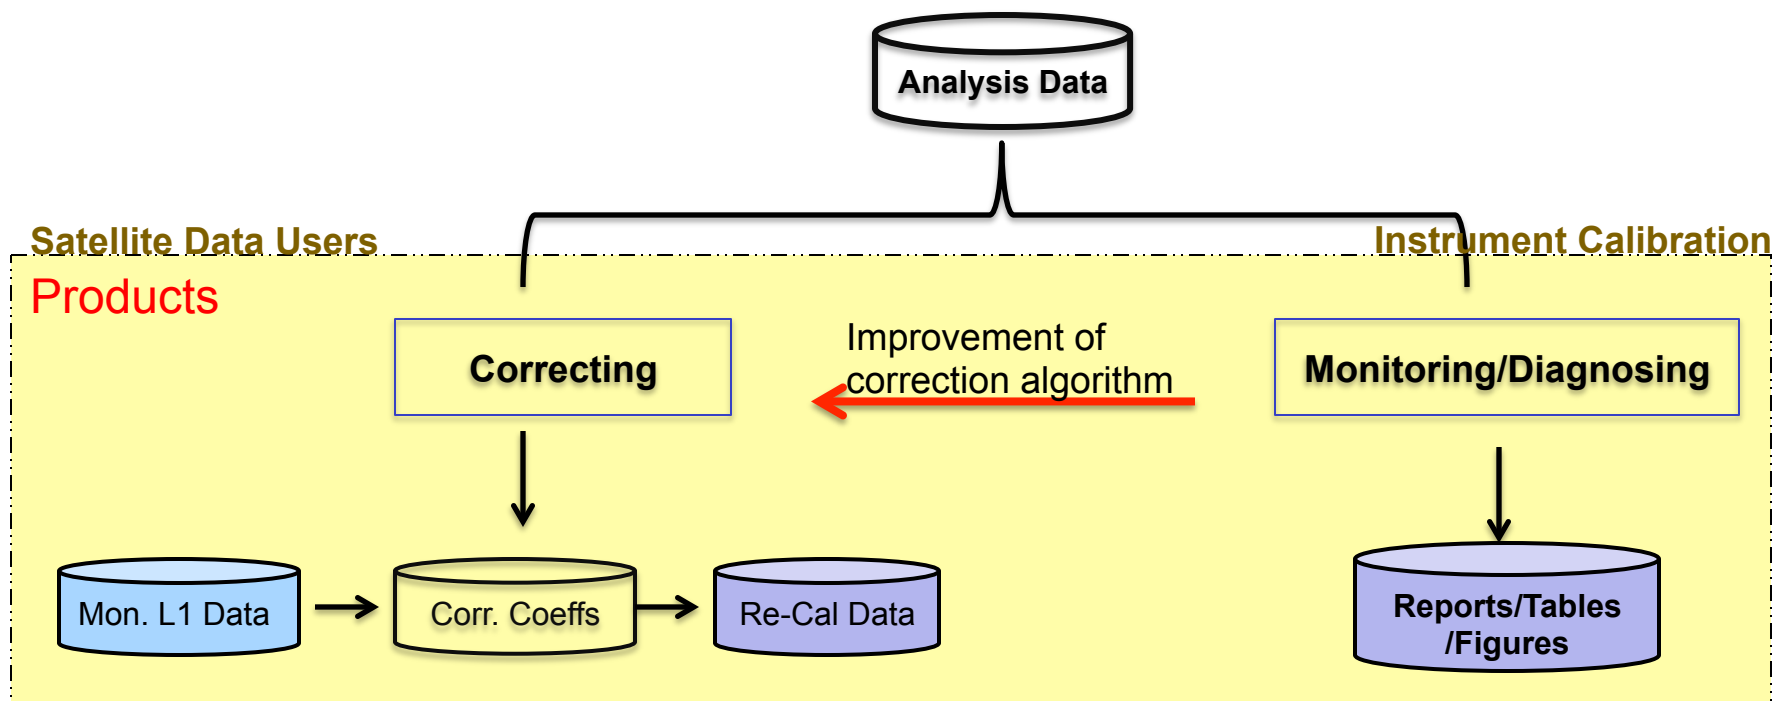 Analysis Data
Satellite Data Users
Instrument Calibration
Products
Correcting
Improvement of
correction algorithm
Monitoring/Diagnosing
Mon. L1 Data
Corr. Coeffs
Re-Cal Data
Reports/Tables
/Figures